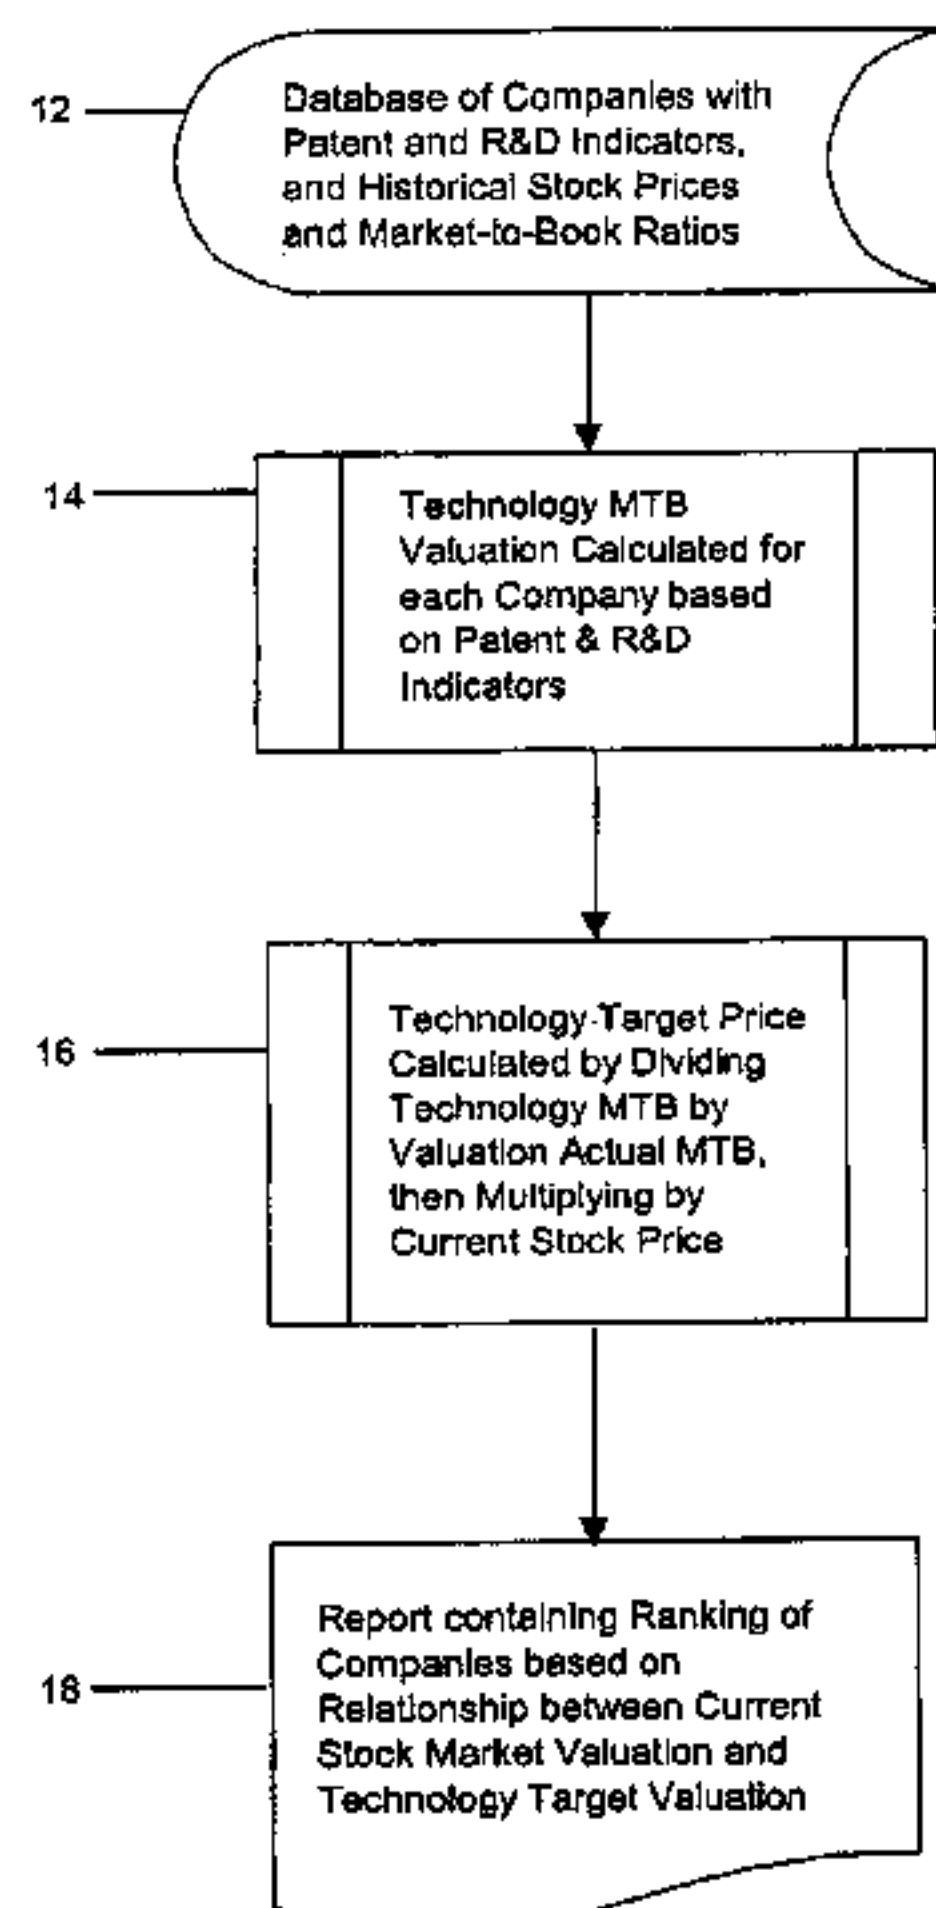 12
Database of Companies with
Patent and R&D Indicators,
and Historical Stock Prices
and Market-to-Book Ratios
14
Technology MTB
Valuation Calculated for
each Company based
on Patent & R&D
Indicators
16
Technology-Target Price
Calculated by Dividing
Technology MTB by
Valuation Actual MTB,
then Multiplying by
Current Stock Price
18
Report containing Ranking of
Companies based on
Relationship between Current
Stock Market Valuation and
Technology Target Valuation